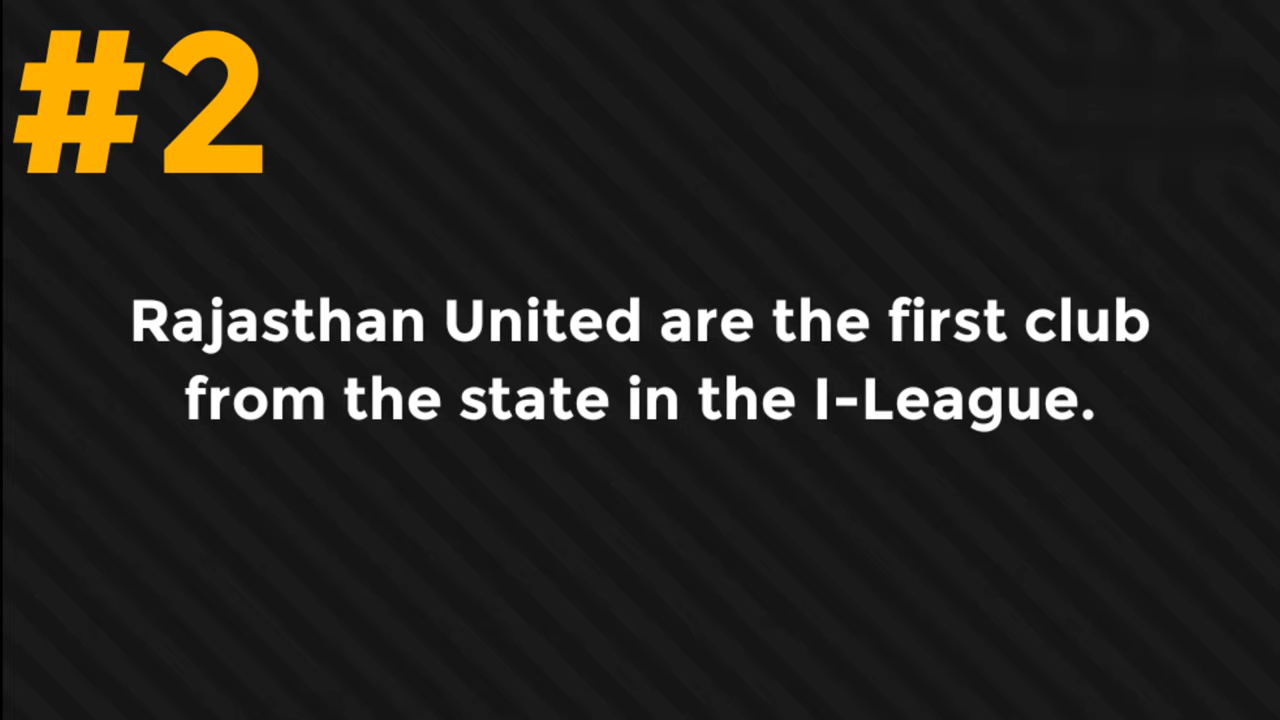 #2
Rajasthan United are the first club
from the state in the I-League.